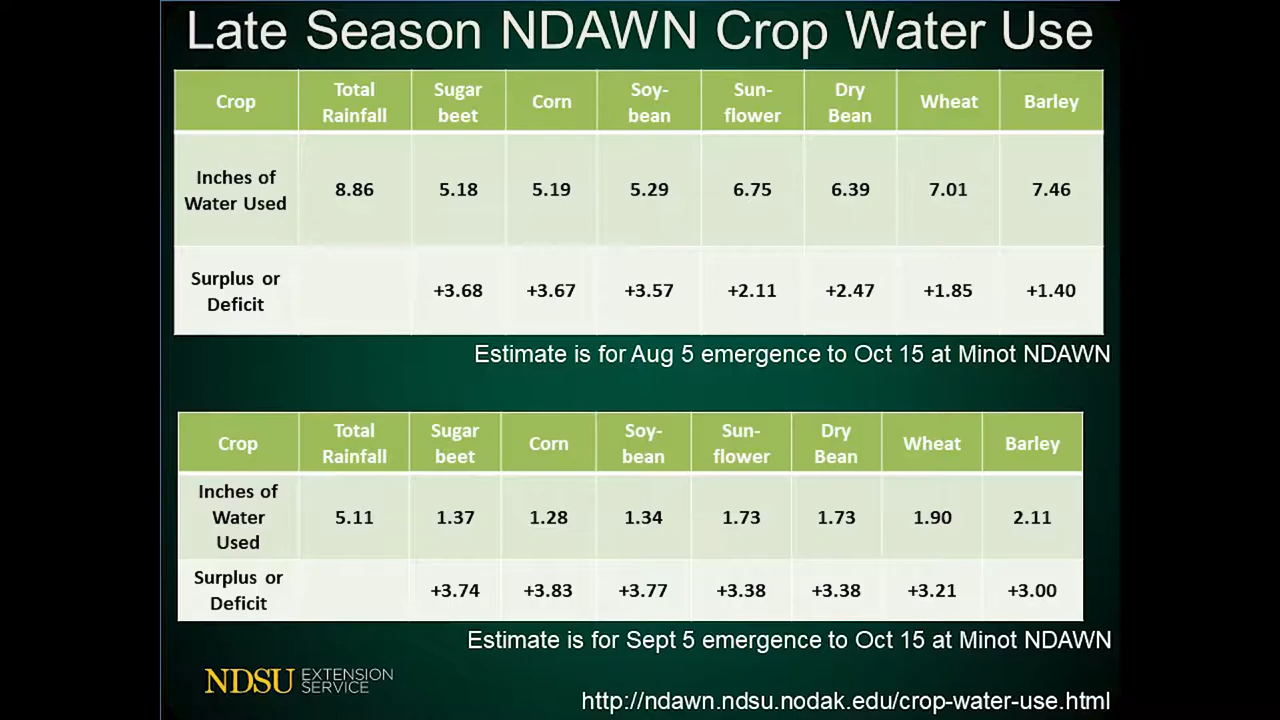 Late Season NDAWN Crop Water Use
Crop Total Rainfall Sugar beet Corn Soy-bean Sun-flower Dry Bean Wheat Barley
Inches of Water Used 8.86 5.18 5.19 5.29 6.75 6.39 7.01 7.46
Surplus or Deficit +3.68 +3.67 +3.57 +2.11 +2.47 +1.85 +1.40
Estimate is for Aug 5 emergence to Oct 15 at Minot NDAWN
Crop Total Rainfall Sugar beet Corn Soy-bean Sun-flower Dry Bean Wheat Barley
Inches of Water Used 5.11 1.37 1.28 1.34 1.73 1.73 1.90 2.11
Surplus or Deficit +3.74 +3.83 +3.77 +3.38 +3.38 +3.21 +3.00
Estimate is for Sept 5 emergence to Oct 15 at Minot NDAWN
NDSU EXTENSION SERVICE
http://ndawn.ndsu.nodak.edu/crop-water-use.html